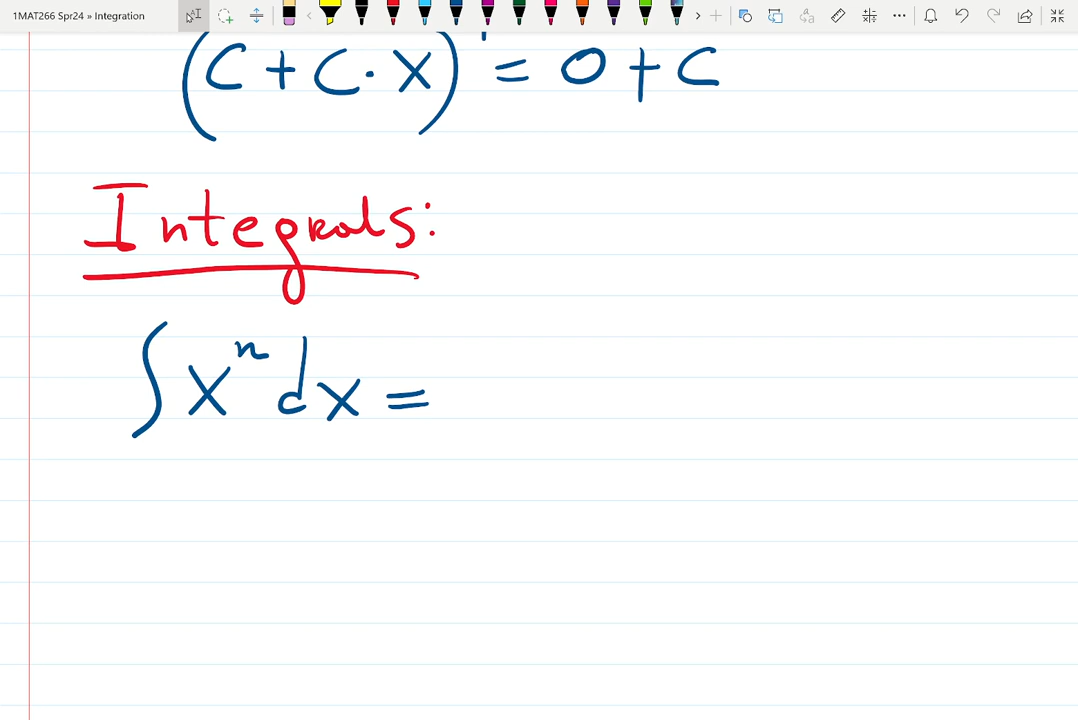 1MAT266 Spr24 » Integration
(C + C · X)' = 0 + C
Integrals:
∫ xⁿ dx =